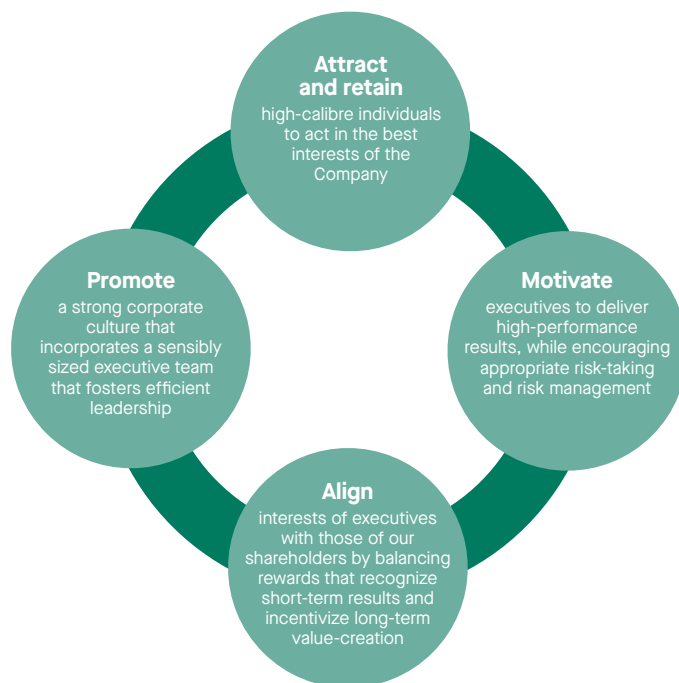 Attract
and retain
high-calibre individuals
to act in the best
interests of the
Company
Promote
a strong corporate
culture that
incorporates a sensibly
sized executive team
that fosters efficient
leadership
Motivate
executives to deliver
high-performance
results, while encouraging
appropriate risk-taking
and risk management
Align
interests of executives
with those of our
shareholders by balancing
rewards that recognize
short-term results and
incentivize long-term
value-creation